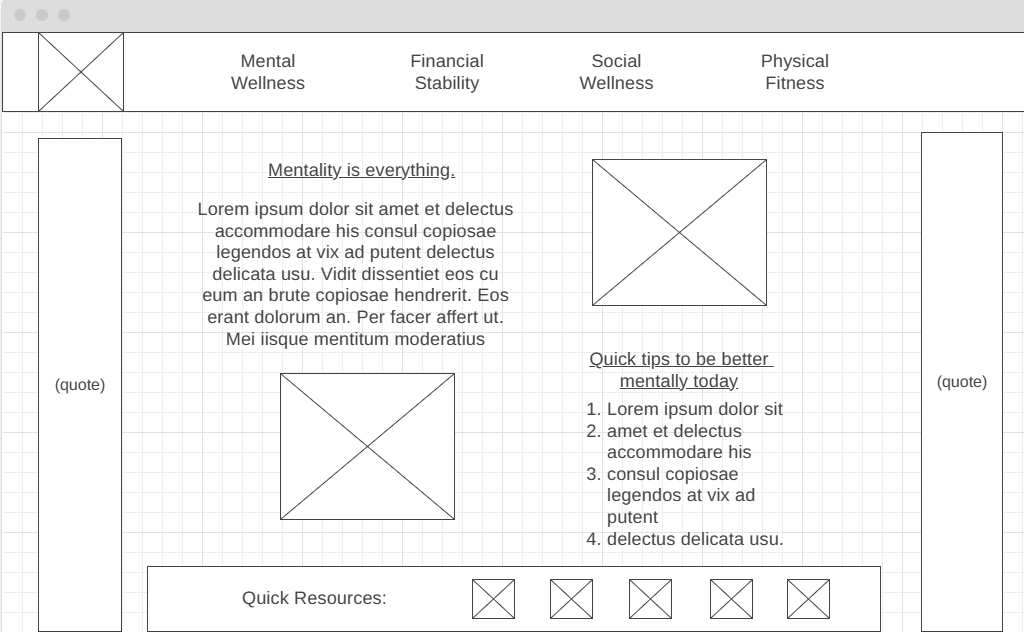 Mental
Wellness
Financial
Stability
Social
Wellness
Physical
Fitness
(quote)
Mentality is everything.
Lorem ipsum dolor sit amet et delectus
accommodare his consul copiosae
legendos at vix ad putent delectus
delicata usu. Vidit dissentiet eos cu
eum an brute copiosae hendrerit. Eos
erant dolorum an. Per facer affert ut.
Mei iisque mentitum moderatius
Quick tips to be better
mentally today
1. Lorem ipsum dolor sit
2. amet et delectus
accommodare his
3. consul copiosae
legendos at vix ad
putent
4. delectus delicata usu.
(quote)
Quick Resources: